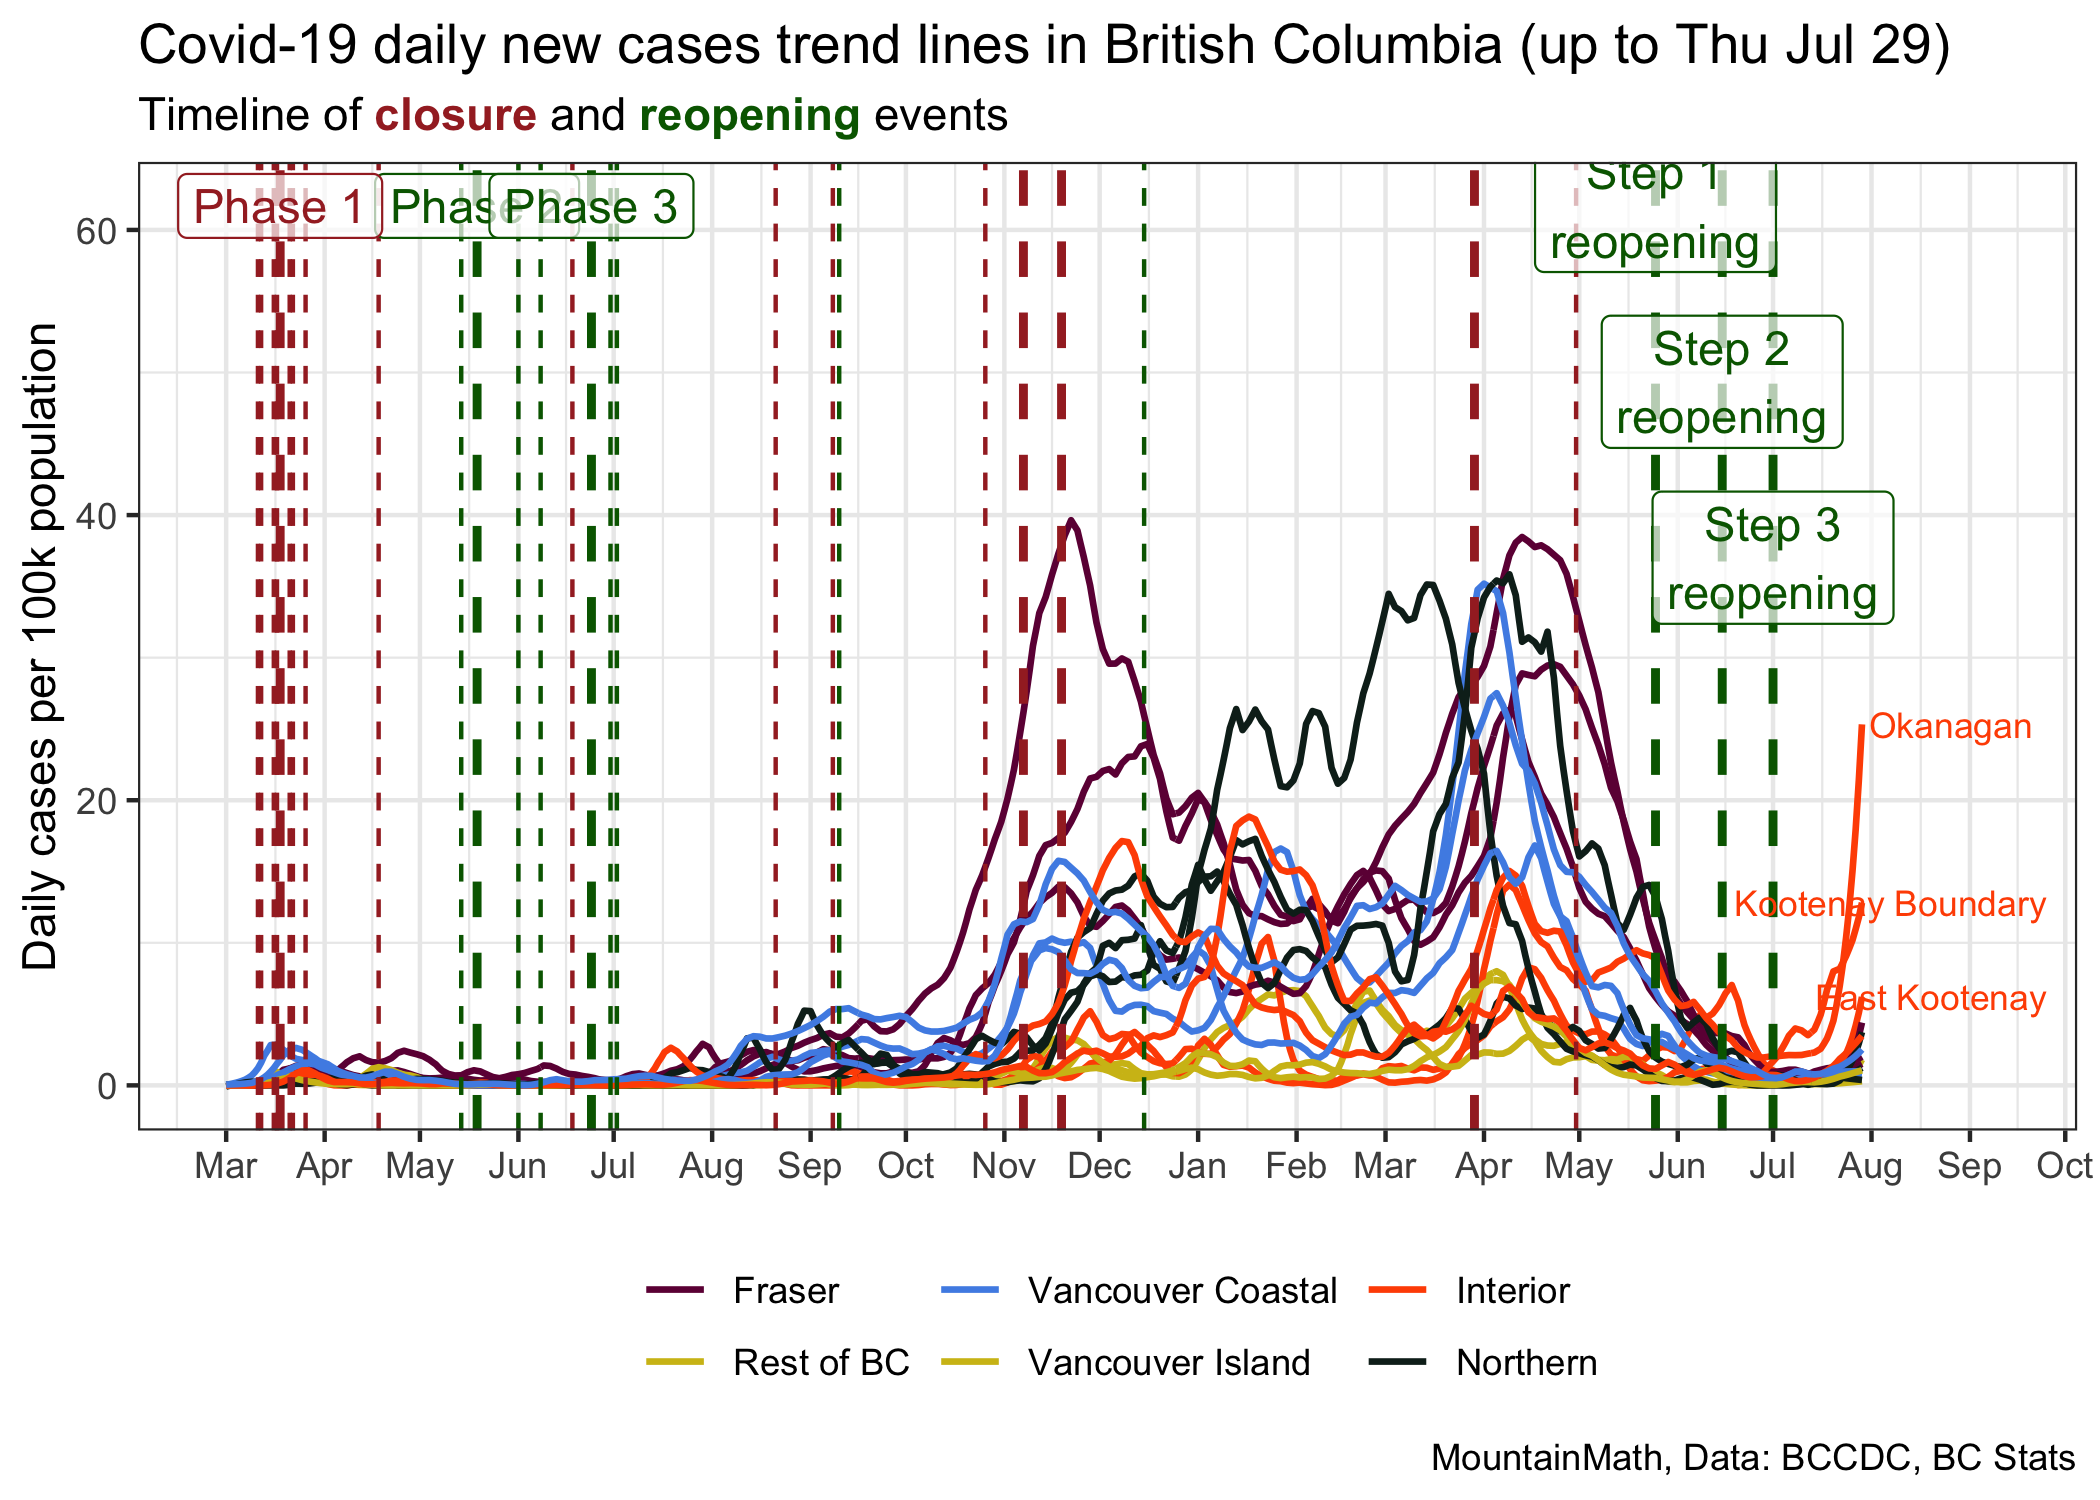 Covid-19 daily new cases trend lines in British Columbia (up to Thu Jul 29)
Timeline of closure and reopening events
Daily cases per 100k population
60
40
20
0
Phase 1
Phase 2
Phase 3
Step 1
reopening
Step 2
reopening
Step 3
reopening
Okanagan
Kootenay Boundary
East Kootenay
Mar Apr May Jun Jul Aug Sep Oct Nov Dec Jan Feb Mar Apr May Jun Jul Aug Sep Oct
Fraser Vancouver Coastal Interior
Rest of BC Vancouver Island Northern
MountainMath, Data: BCCDC, BC Stats